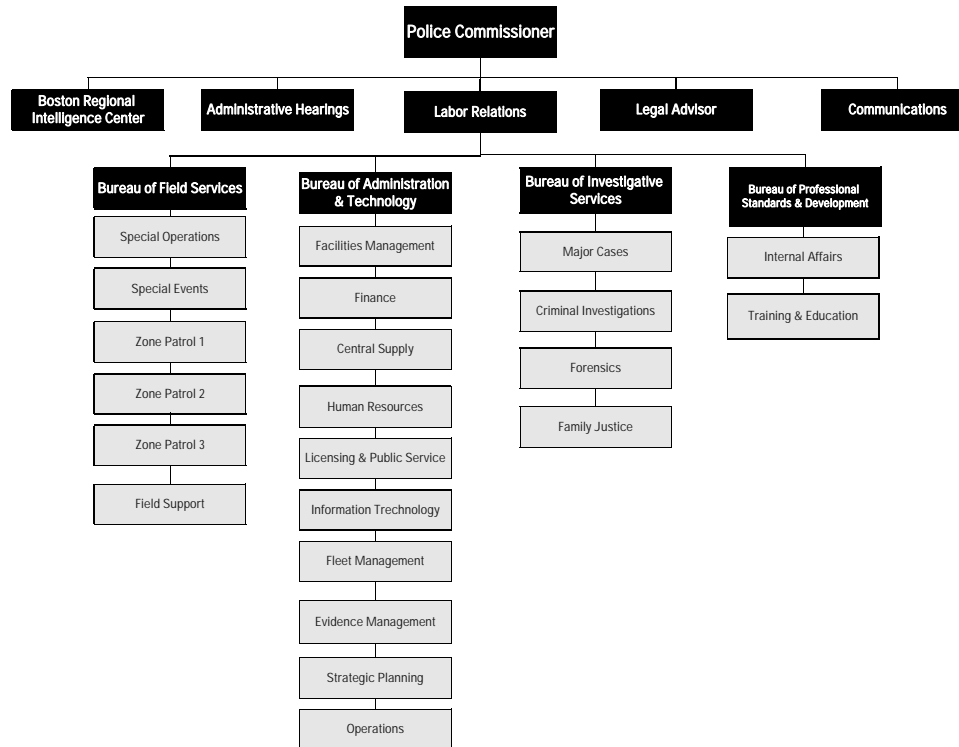 Police Commissioner
Boston Regional
Intelligence Center
Administrative Hearings
Labor Relations
Legal Advisor
Communications
Bureau of Field Services
Special Operations
Special Events
Zone Patrol 1
Zone Patrol 2
Zone Patrol 3
Field Support
Bureau of Administration
& Technology
Facilities Management
Finance
Central Supply
Human Resources
Licensing & Public Service
Information Trechnology
Fleet Management
Evidence Management
Strategic Planning
Operations
Bureau of Investigative
Services
Major Cases
Criminal Investigations
Forensics
Family Justice
Bureau of Professional
Standards & Development
Internal Affairs
Training & Education